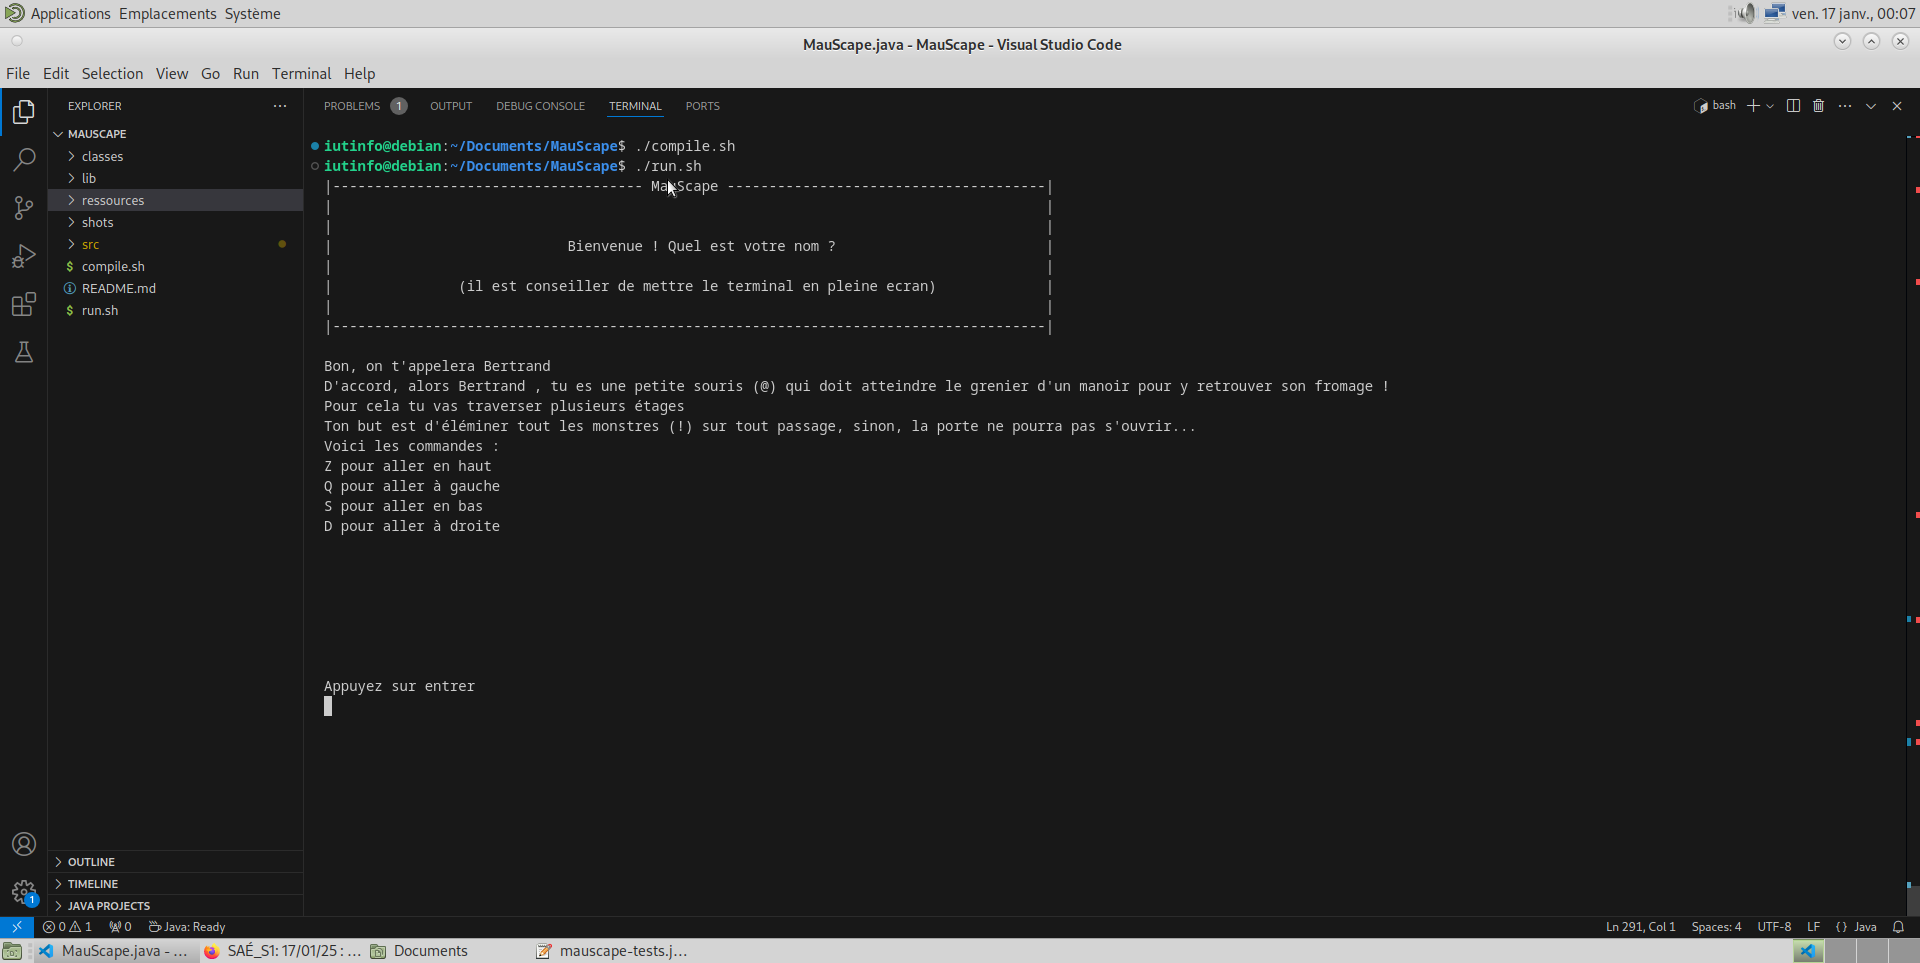 Applications Emplacements Système
ven. 17 janv., 00:07
MauScape.java - MauScape - Visual Studio Code
File Edit Selection View Go Run Terminal Help
EXPLORER
MAUSCAPE
classes
lib
ressources
shots
src
$ compile.sh
README.md
$ run.sh
OUTLINE
TIMELINE
JAVA PROJECTS
PROBLEMS 1 OUTPUT DEBUG CONSOLE TERMINAL PORTS
bash
iutinfo@debian:~/Documents/MauScape$ ./compile.sh
iutinfo@debian:~/Documents/MauScape$ ./run.sh
|------------------------------------- MauScape --------------------------------------|
Bienvenue ! Quel est votre nom ?
(il est conseiller de mettre le terminal en pleine ecran)
|-------------------------------------------------------------------------------------|
Bon, on t'appelera Bertrand
D'accord, alors Bertrand , tu es une petite souris (@) qui doit atteindre le grenier d'un manoir pour y retrouver son fromage !
Pour cela tu vas traverser plusieurs étages
Ton but est d'éléminer tout les monstres (!) sur tout passage, sinon, la porte ne pourra pas s'ouvrir...
Voici les commandes :
Z pour aller en haut
Q pour aller à gauche
S pour aller en bas
D pour aller à droite
Appuyez sur entrer
1
0 1 0 Java: Ready
Ln 291, Col 1 Spaces: 4 UTF-8 LF {} Java
MauScape.java - ... SAÉ_S1: 17/01/25 : ... Documents mauscape-tests.j...